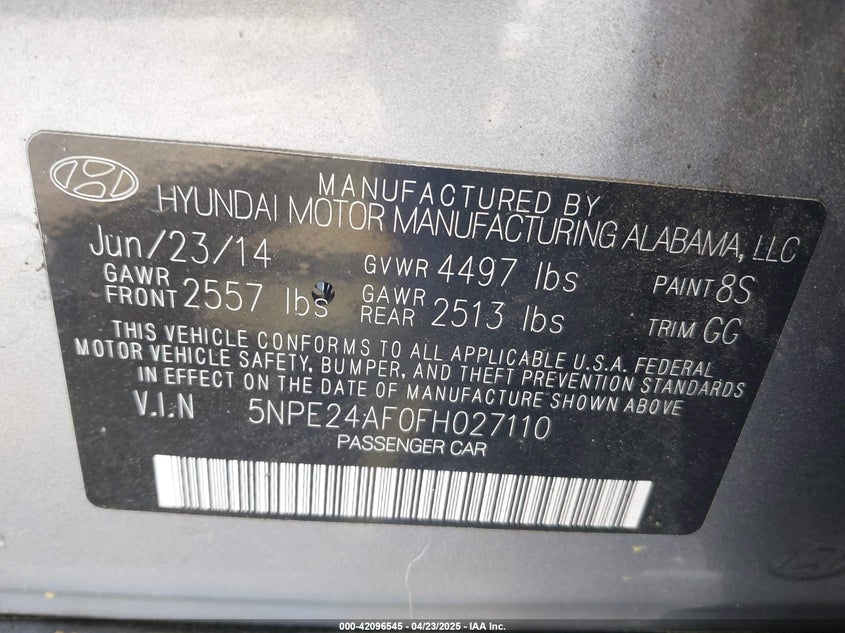 MANUFACTURED BY
HYUNDAI MOTOR MANUFACTURING ALABAMA, LLC
Jun/23/14 GVWR 4497 lbs PAINT 8S
GAWR FRONT 2557 lbs GAWR REAR 2513 lbs TRIM GG
THIS VEHICLE CONFORMS TO ALL APPLICABLE U.S.A. FEDERAL
MOTOR VEHICLE SAFETY, BUMPER, AND THEFT PREVENTION STANDARDS
IN EFFECT ON THE DATE OF MANUFACTURE SHOWN ABOVE
V.I.N 5NPE24AF0FH027110
PASSENGER CAR
000-42096545 - 04/23/2025 - IAA Inc.